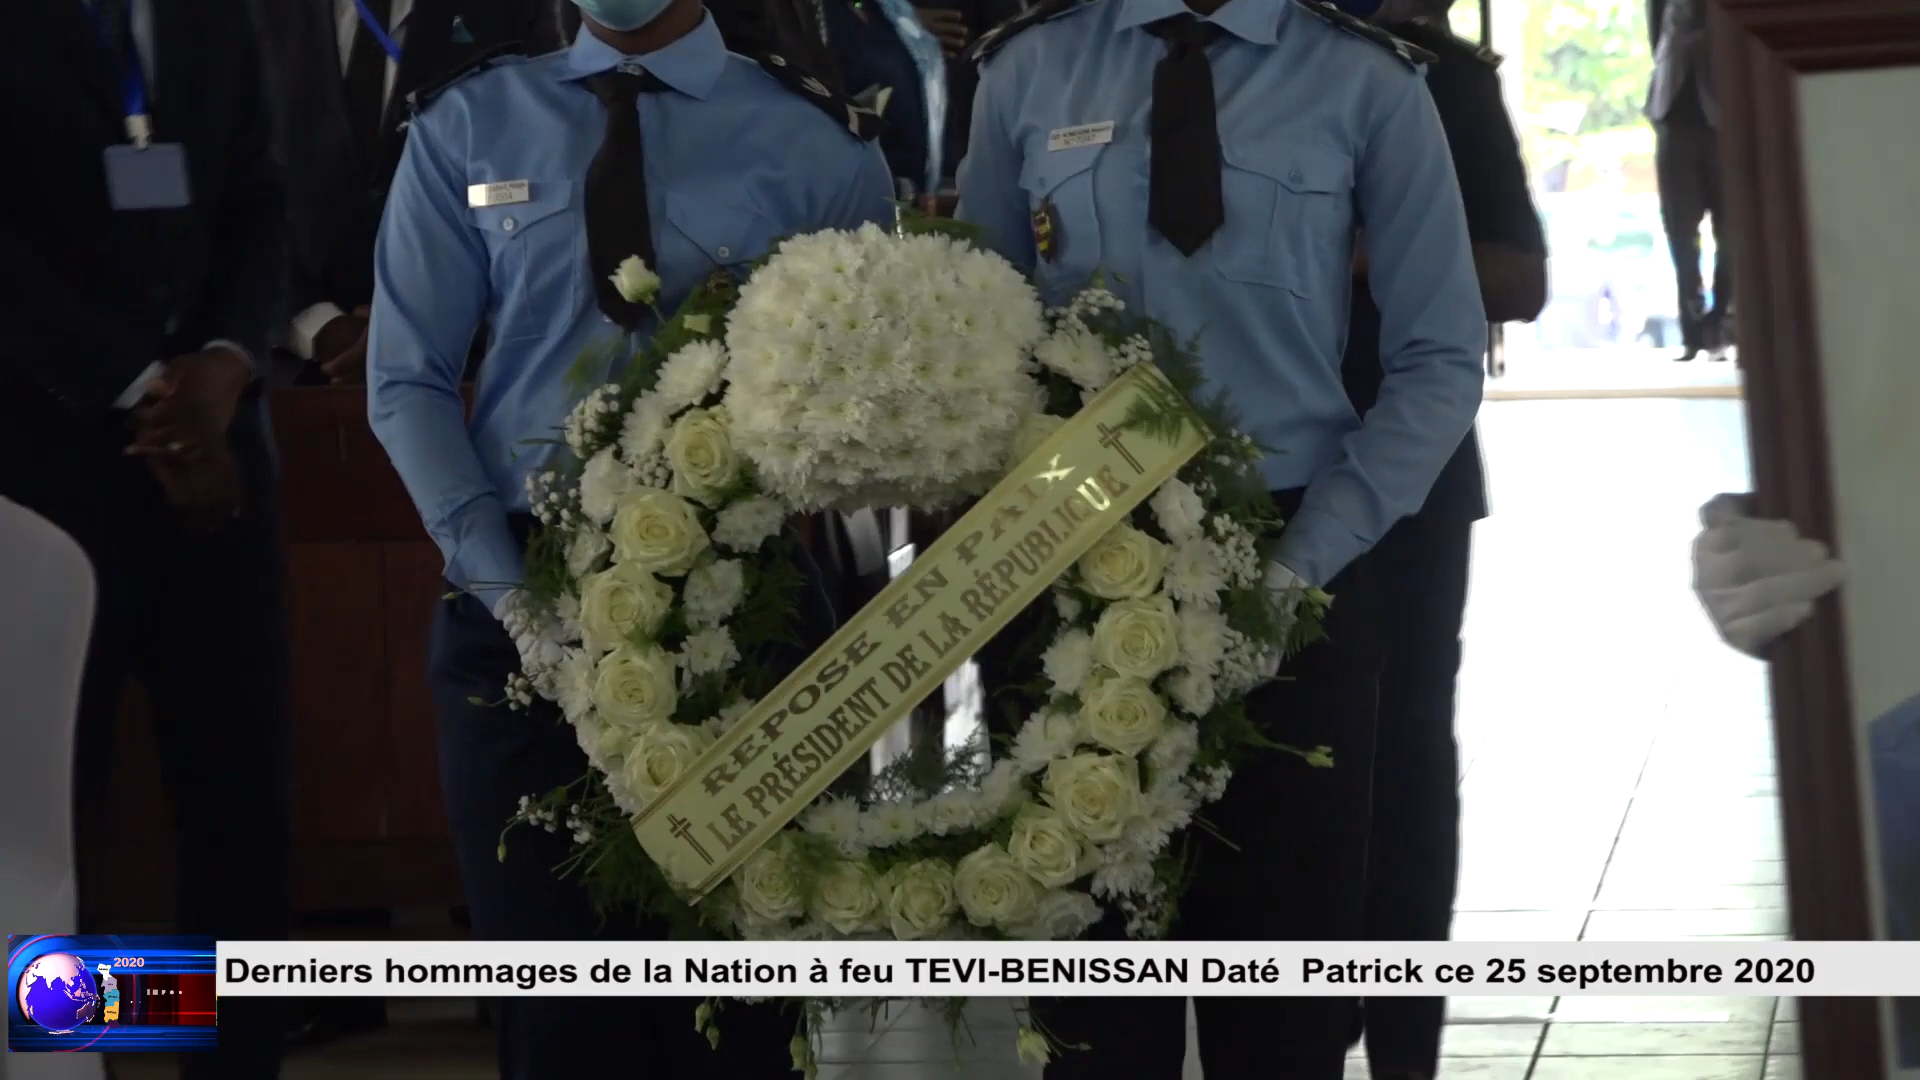 REPOSE EN PAIX
LE PRÉSIDENT DE LA RÉPUBLIQUE
2020
Derniers hommages de la Nation à feu TEVI-BENISSAN Daté  Patrick ce 25 septembre 2020